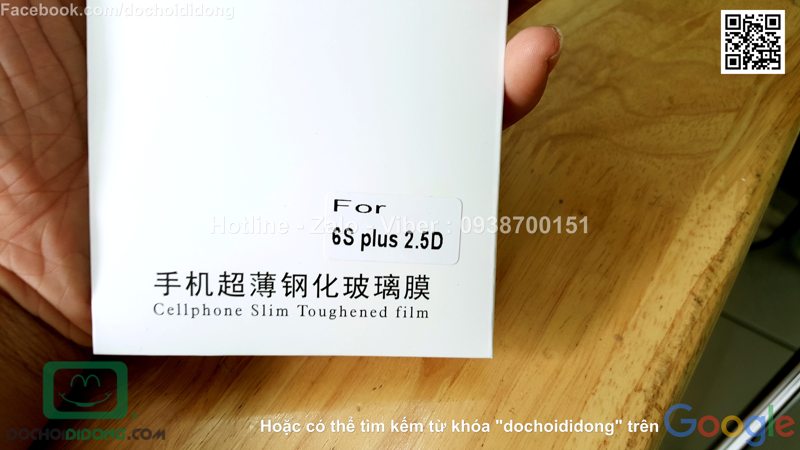 Facebook.com/dochoididong
For
Hotline - Zalo - Viber : 0938700151
6S plus 2.5D
手机超薄钢化玻璃膜
Cellphone Slim Toughened film
DOCHOIDIDONG.COM
Hoặc có thể tìm kếm từ khóa "dochoididong" trên Google